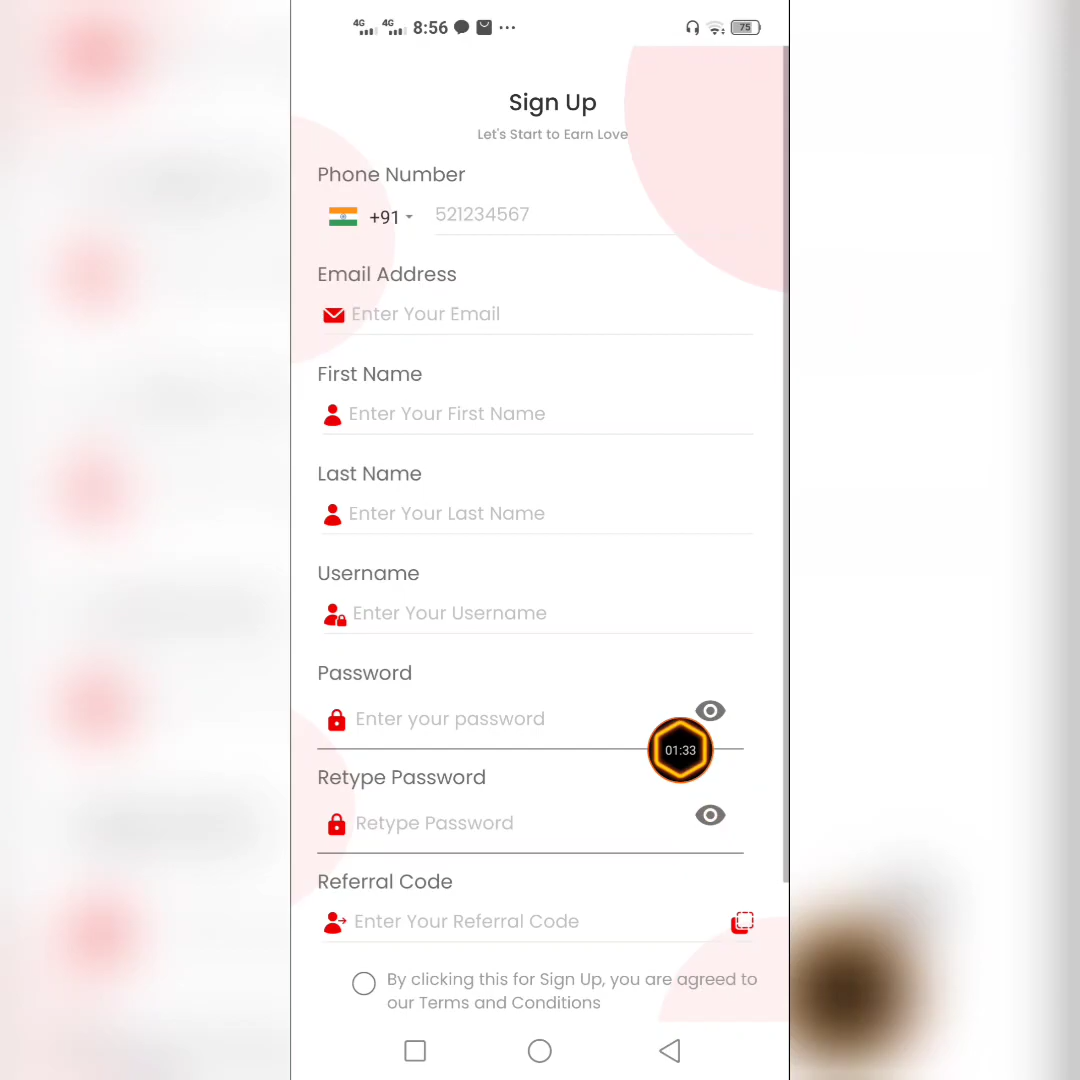 4G 4G 8:56 ··· 75
Sign Up
Let's Start to Earn Love
Phone Number
+91 521234567
Email Address
Enter Your Email
First Name
Enter Your First Name
Last Name
Enter Your Last Name
Username
Enter Your Username
Password
Enter your password
01:33
Retype Password
Retype Password
Referral Code
Enter Your Referral Code
By clicking this for Sign Up, you are agreed to
our Terms and Conditions